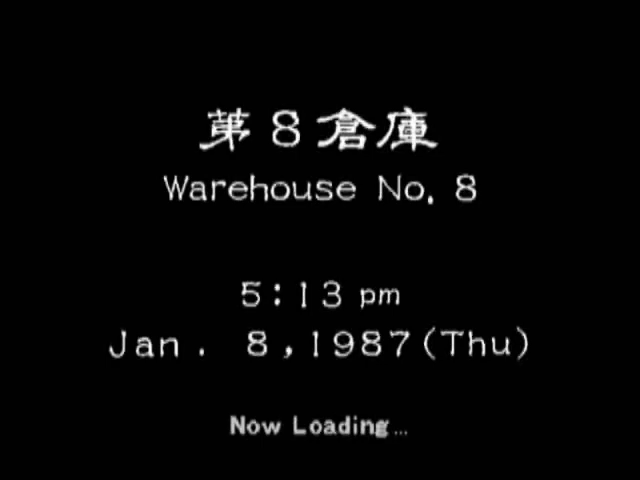 第8倉庫
Warehouse No. 8
5:13 pm
Jan. 8,1987(Thu)
Now Loading...